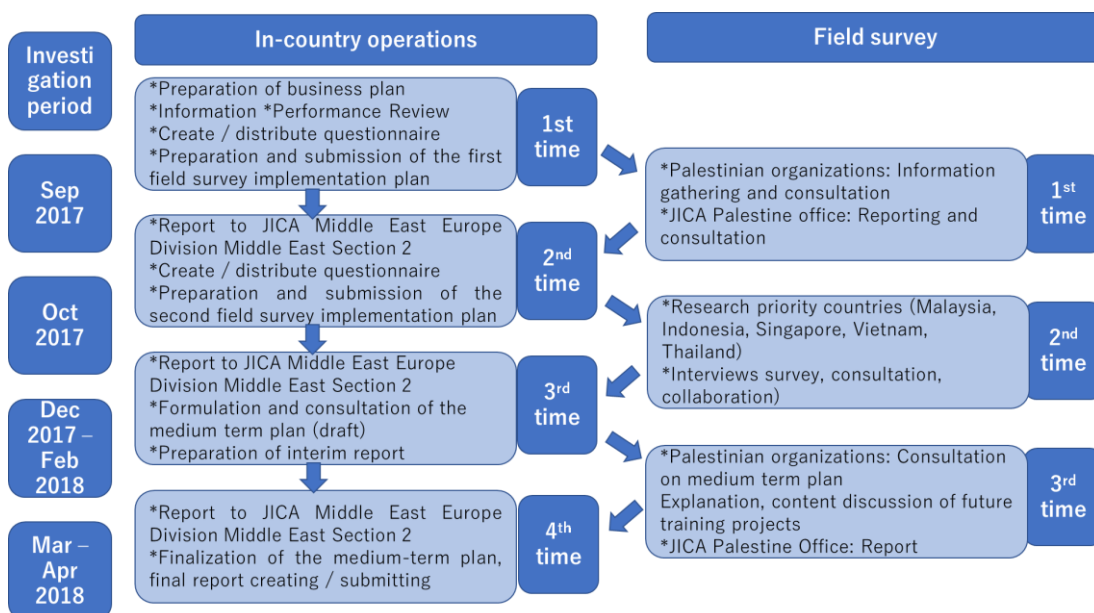 In-country operations
Field survey
Investi
gation
period
*Preparation of business plan
*Information *Performance Review
*Create / distribute questionnaire
*Preparation and submission of the first
field survey implementation plan
1st
time
*Palestinian organizations: Information
gathering and consultation
*JICA Palestine office: Reporting and
consultation
1st
time
Sep
2017
*Report to JICA Middle East Europe
Division Middle East Section 2
*Create / distribute questionnaire
*Preparation and submission of the
second field survey implementation plan
2nd
time
Oct
2017
*Research priority countries (Malaysia,
Indonesia, Singapore, Vietnam,
Thailand)
*Interviews survey, consultation,
collaboration)
2nd
time
*Report to JICA Middle East Europe
Division Middle East Section 2
*Formulation and consultation of the
medium term plan (draft)
*Preparation of interim report
3rd
time
Dec
2017 –
Feb
2018
*Palestinian organizations: Consultation
on medium term plan
Explanation, content discussion of future
training projects
*JICA Palestine Office: Report
3rd
time
*Report to JICA Middle East Europe
Division Middle East Section 2
*Finalization of the medium-term plan,
final report creating / submitting
4th
time
Mar –
Apr
2018